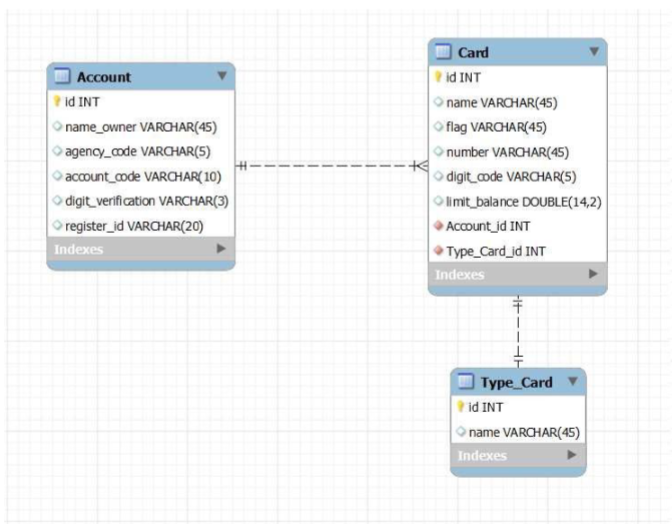 Account
id INT
name_owner VARCHAR(45)
agency_code VARCHAR(5)
account_code VARCHAR(10)
digit_verification VARCHAR(3)
register_id VARCHAR(20)
Indexes
Card
id INT
name VARCHAR(45)
flag VARCHAR(45)
number VARCHAR(45)
digit_code VARCHAR(5)
limit_balance DOUBLE(14,2)
Account_id INT
Type_Card_id INT
Indexes
Type_Card
id INT
name VARCHAR(45)
Indexes